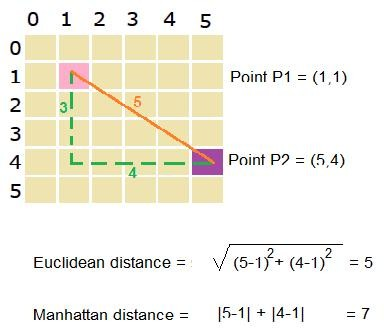 0 1 2 3 4 5
0
1 Point P1 = (1,1)
2 3 5
3
4 Point P2 = (5,4)
4
5
Euclidean distance = √(5-1)² + (4-1)² = 5
Manhattan distance = |5-1| + |4-1| = 7